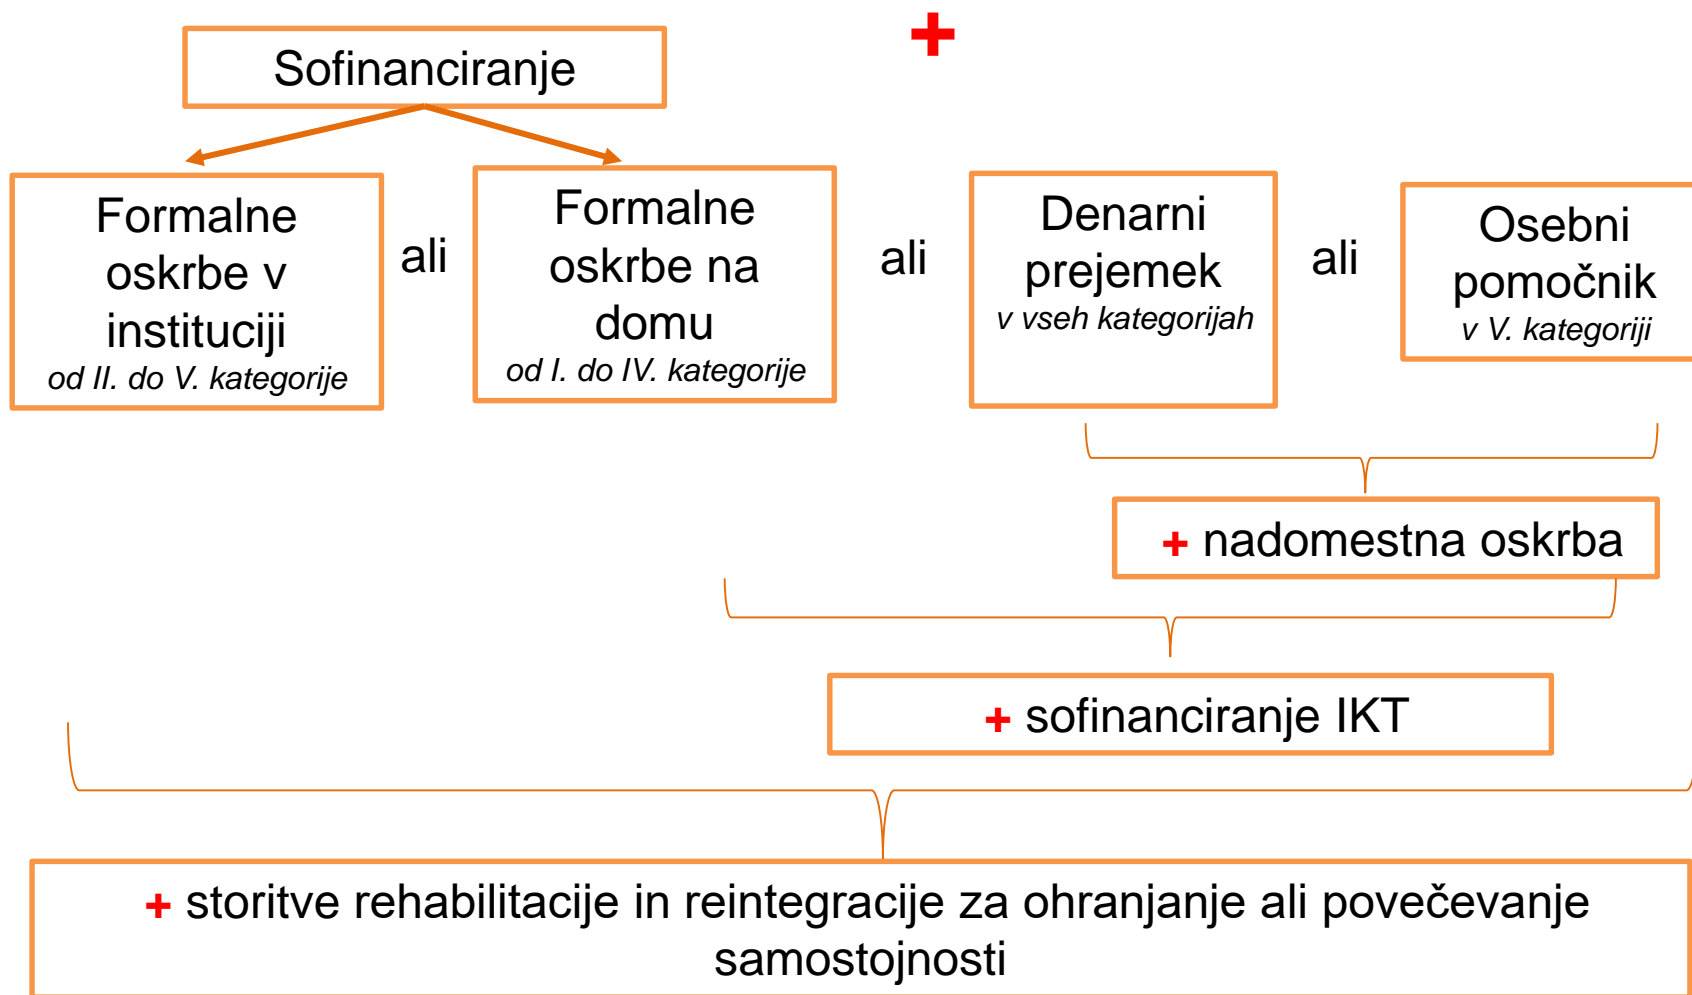 +
Sofinanciranje
Formalne
oskrbe v
instituciji
od II. do V. kategorije
ali
Formalne
oskrbe na
domu
od I. do IV. kategorije
ali
Denarni
prejemek
v vseh kategorijah
ali
Osebni
pomočnik
v V. kategoriji
+ nadomestna oskrba
+ sofinanciranje IKT
+ storitve rehabilitacije in reintegracije za ohranjanje ali povečevanje
samostojnosti